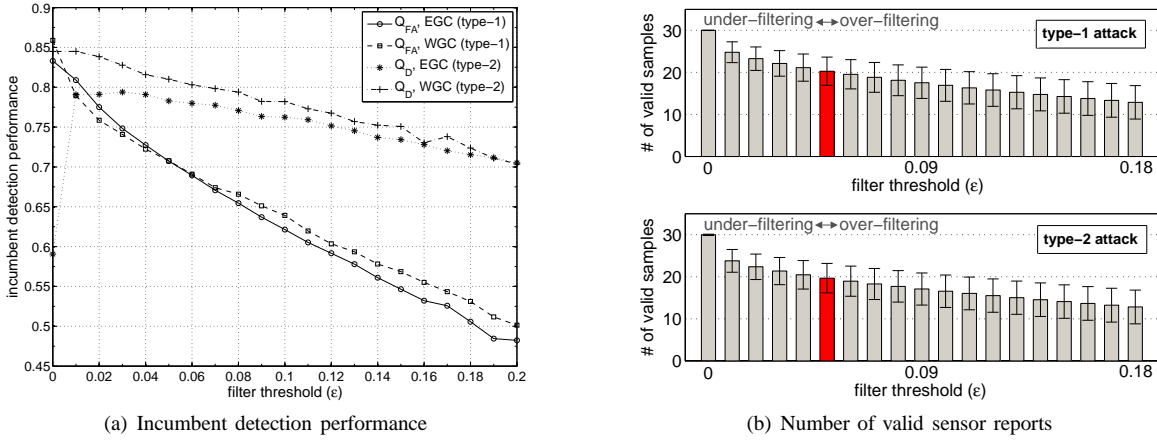 Q_FA, EGC (type−1)
Q_FA, WGC (type−1)
Q_D, EGC (type−2)
Q_D, WGC (type−2)
incumbent detection performance
0.9
0.85
0.8
0.75
0.7
0.65
0.6
0.55
0.5
0.45
0
0.02
0.04
0.06
0.08
0.1
0.12
0.14
0.16
0.18
0.2
filter threshold (ε)
(a) Incumbent detection performance
under−filtering
over−filtering
type−1 attack
# of valid samples
30
20
10
0
0
0.09
0.18
filter threshold (ε)
under−filtering
over−filtering
type−2 attack
# of valid samples
30
20
10
0
0
0.09
0.18
filter threshold (ε)
(b) Number of valid sensor reports